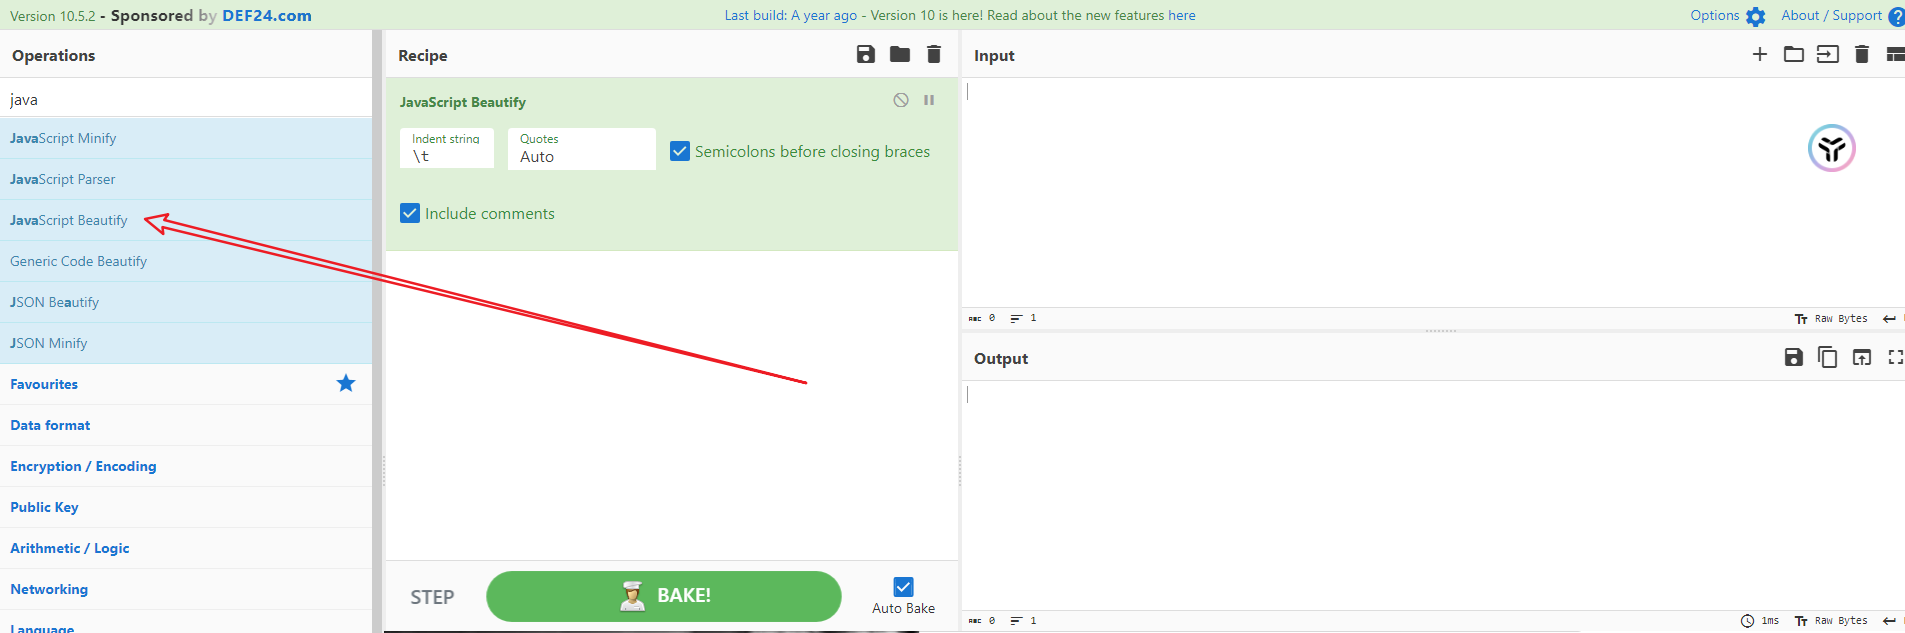 Version 10.5.2 - Sponsored by DEF24.com
Last build: A year ago - Version 10 is here! Read about the new features here
Options
About / Support
Operations
java
JavaScript Minify
JavaScript Parser
JavaScript Beautify
Generic Code Beautify
JSON Beautify
JSON Minify
Favourites
Data format
Encryption / Encoding
Public Key
Arithmetic / Logic
Networking
Language
Recipe
JavaScript Beautify
Indent string
\t
Quotes
Auto
Semicolons before closing braces
Include comments
STEP
BAKE!
Auto Bake
Input
ABC 0
1
Tт Raw Bytes
Output
ABC 0
1
1ms
Tт Raw Bytes